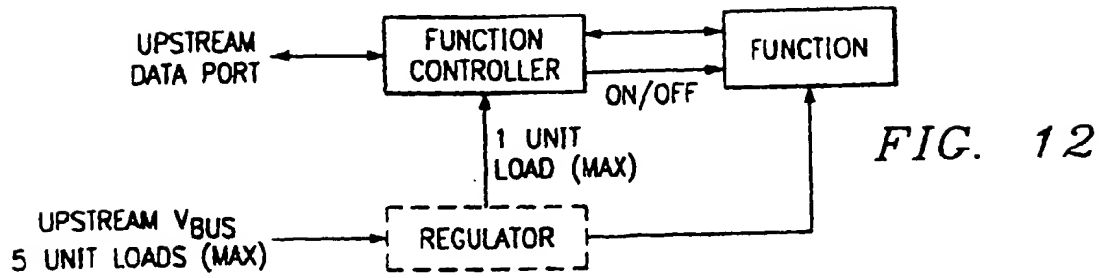 UPSTREAM
DATA PORT
FUNCTION
CONTROLLER
FUNCTION
ON/OFF
1 UNIT
LOAD (MAX)
FIG. 12
UPSTREAM VBUS
5 UNIT LOADS (MAX)
REGULATOR